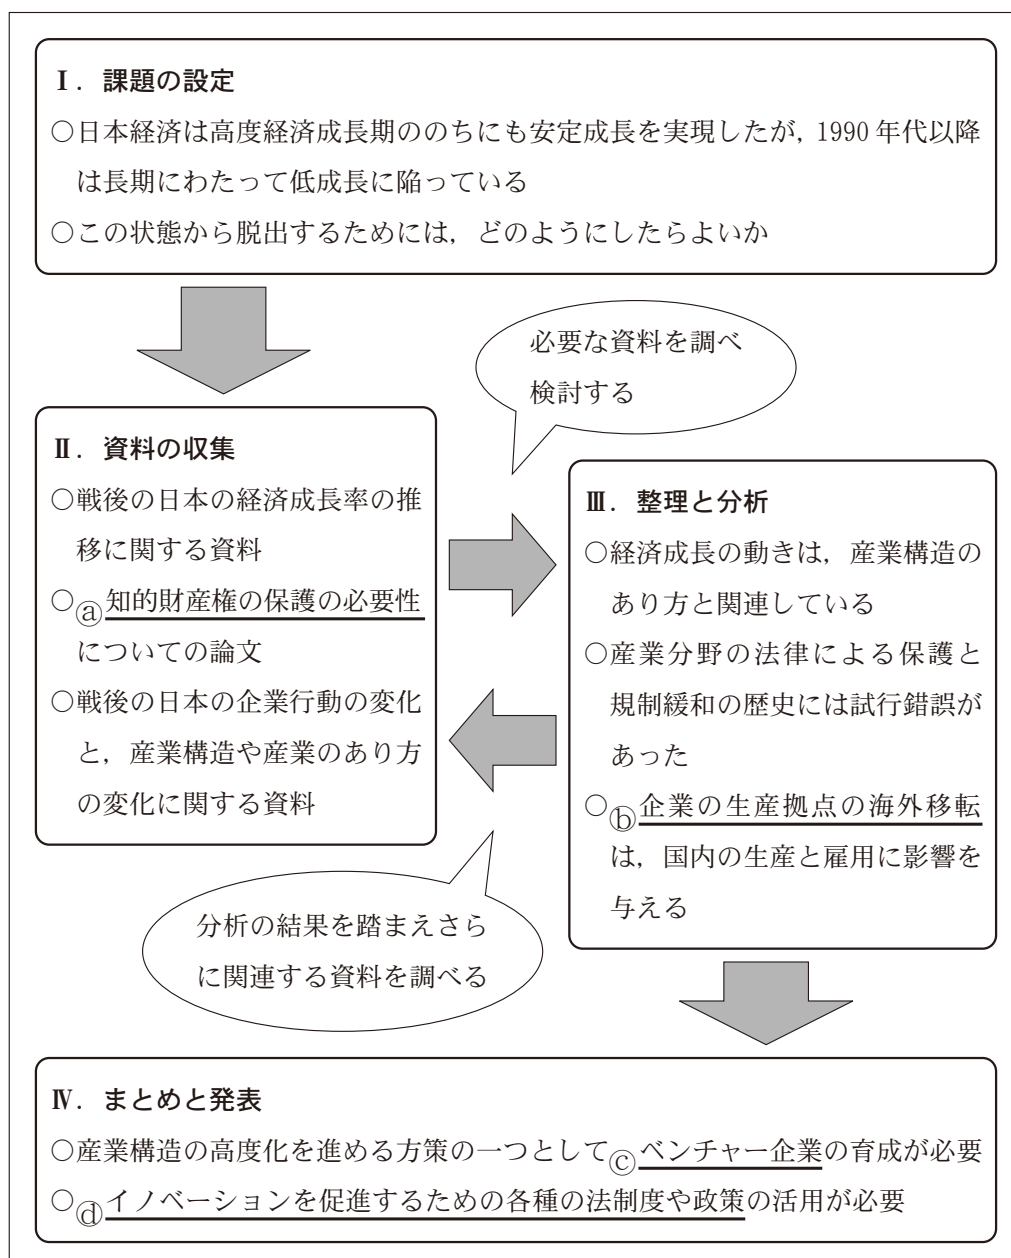 Ⅰ．課題の設定
○日本経済は高度経済成長期ののちにも安定成長を実現したが，1990 年代以降
は長期にわたって低成長に陥っている
○この状態から脱出するためには，どのようにしたらよいか
必要な資料を調べ
検討する
Ⅱ．資料の収集
○戦後の日本の経済成長率の推
移に関する資料
○ⓐ知的財産権の保護の必要性
についての論文
○戦後の日本の企業行動の変化
と，産業構造や産業のあり方
の変化に関する資料
Ⅲ．整理と分析
○経済成長の動きは，産業構造の
あり方と関連している
○産業分野の法律による保護と
規制緩和の歴史には試行錯誤が
あった
○ⓑ企業の生産拠点の海外移転
は，国内の生産と雇用に影響を
与える
分析の結果を踏まえさら
に関連する資料を調べる
Ⅳ．まとめと発表
○産業構造の高度化を進める方策の一つとしてⓒベンチャー企業の育成が必要
○ⓓイノベーションを促進するための各種の法制度や政策の活用が必要